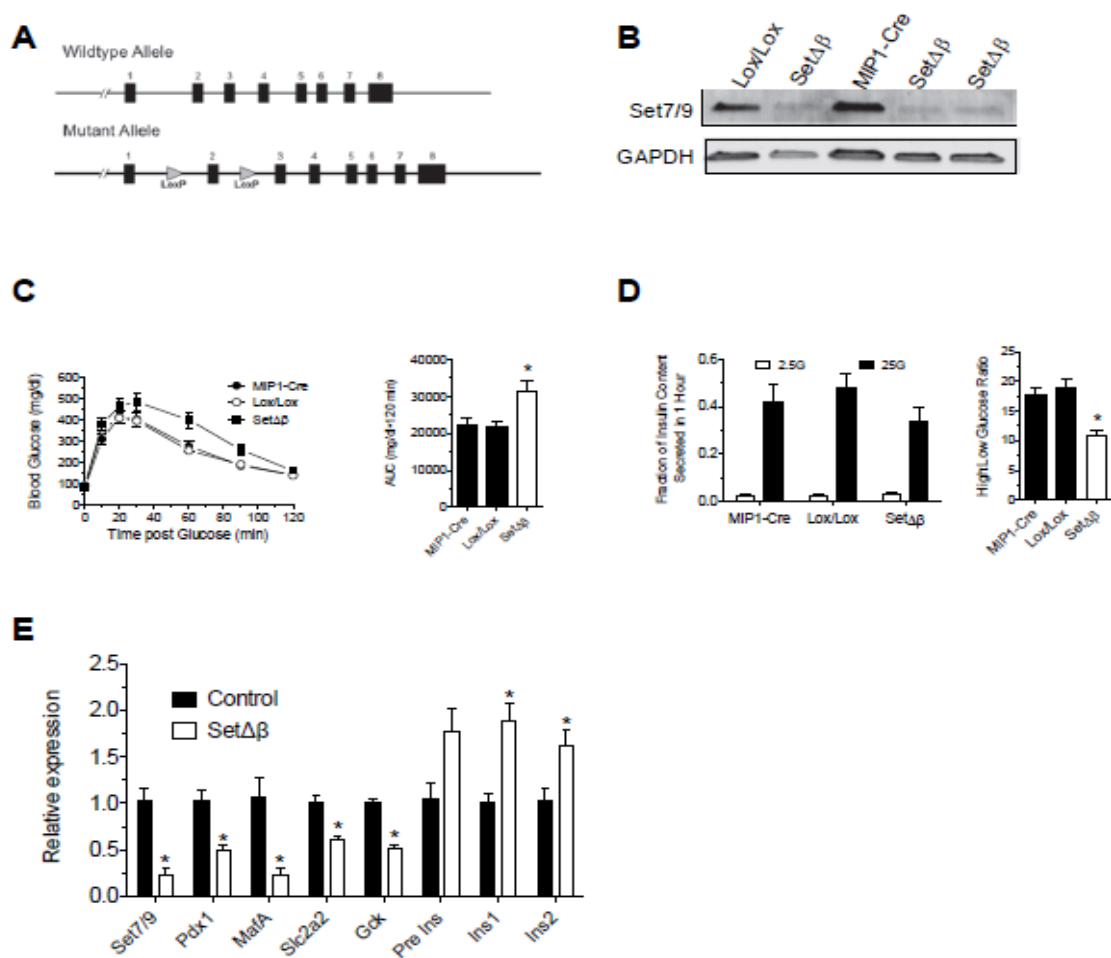 A
Wildtype Allele
1 2 3 4 5 6 7 8
Mutant Allele
1 2 3 4 5 6 7 8
LoxP LoxP
B
Lox/Lox SetΔβ MIP1-Cre SetΔβ SetΔβ
Set7/9
GAPDH
C
Blood Glucose (mg/dl)
600
500
400
300
200
100
0
0 20 40 60 80 100 120
Time post Glucose (min)
MIP1-Cre
Lox/Lox
SetΔβ
AUC (mg/dl*120 min)
40000
30000
20000
10000
0
*
MIP1-Cre Lox/Lox SetΔβ
D
Fraction of Insulin Content
Secreted in 1 Hour
0.6
0.4
0.2
0.0
2.5G 25G
MIP1-Cre Lox/Lox SetΔβ
High:Low Glucose Ratio
25
20
15
10
5
0
*
MIP1-Cre Lox/Lox SetΔβ
E
Relative expression
2.5
2.0
1.5
1.0
0.5
0.0
Control
SetΔβ
* * * * * * *
Set7/9 Pdx1 MafA Slc2a2 Gck Pre Ins Ins1 Ins2